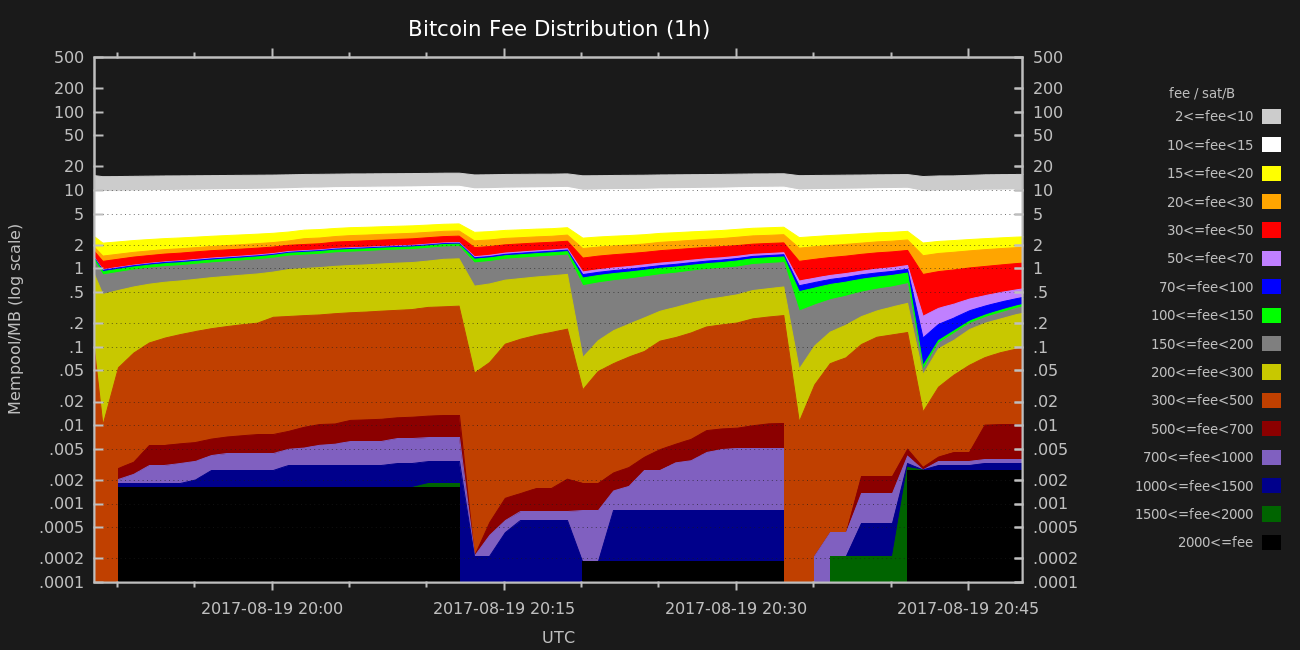 Bitcoin Fee Distribution (1h)
500 500
200 200
100 100
50 50
20 20
10 10
5 5
2 2
1 1
.5 .5
.2 .2
.1 .1
.05 .05
.02 .02
.01 .01
.005 .005
.002 .002
.001 .001
.0005 .0005
.0002 .0002
.0001 .0001
Mempool/MB (log scale)
2017-08-19 20:00 2017-08-19 20:15 2017-08-19 20:30 2017-08-19 20:45
UTC
fee / sat/B
2<=fee<10
10<=fee<15
15<=fee<20
20<=fee<30
30<=fee<50
50<=fee<70
70<=fee<100
100<=fee<150
150<=fee<200
200<=fee<300
300<=fee<500
500<=fee<700
700<=fee<1000
1000<=fee<1500
1500<=fee<2000
2000<=fee